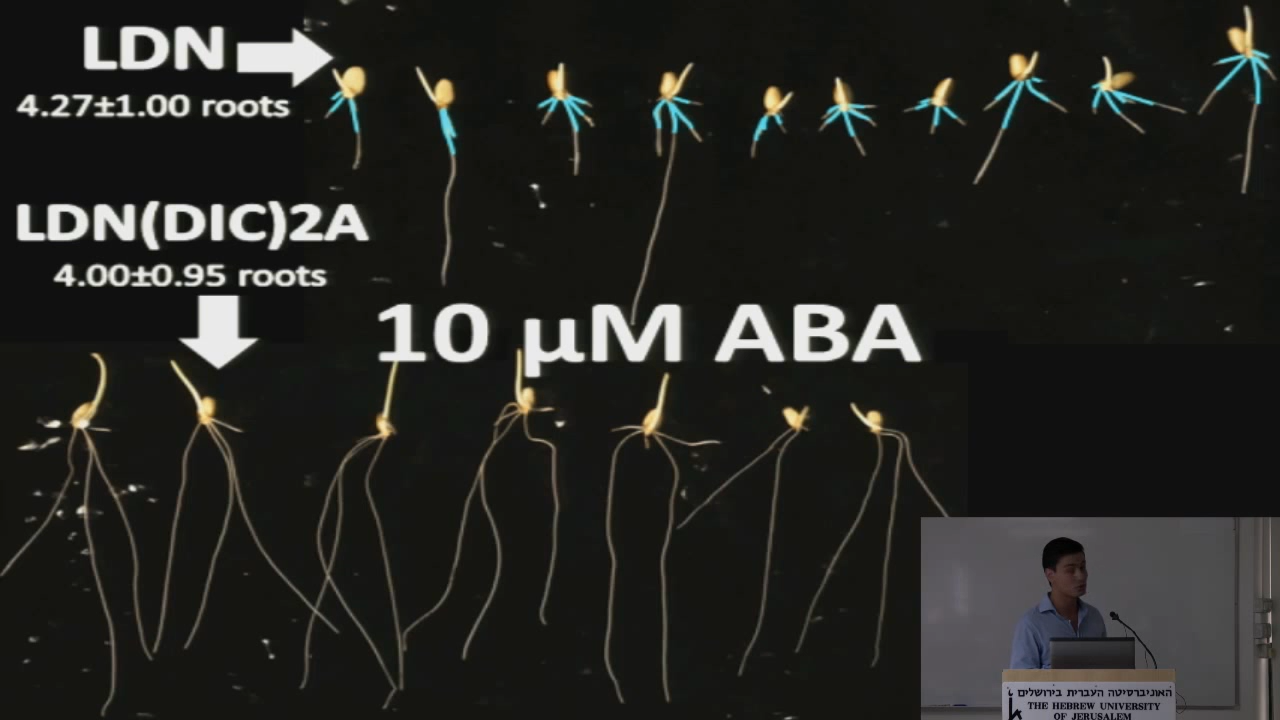 LDN
4.27±1.00 roots
LDN(DIC)2A
4.00±0.95 roots
10 µM ABA
האוניברסיטה העברית בירושלים
THE HEBREW UNIVERSITY
OF JERUSALEM